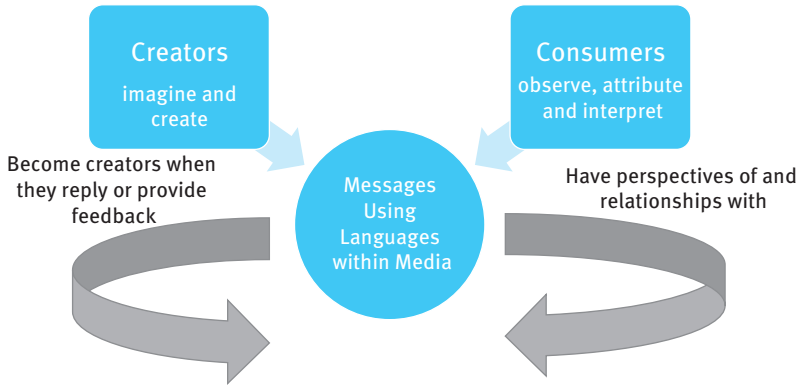 Creators
imagine and
create
Consumers
observe, attribute
and interpret
Become creators when
they reply or provide
feedback
Messages
Using
Languages
within Media
Have perspectives of and
relationships with